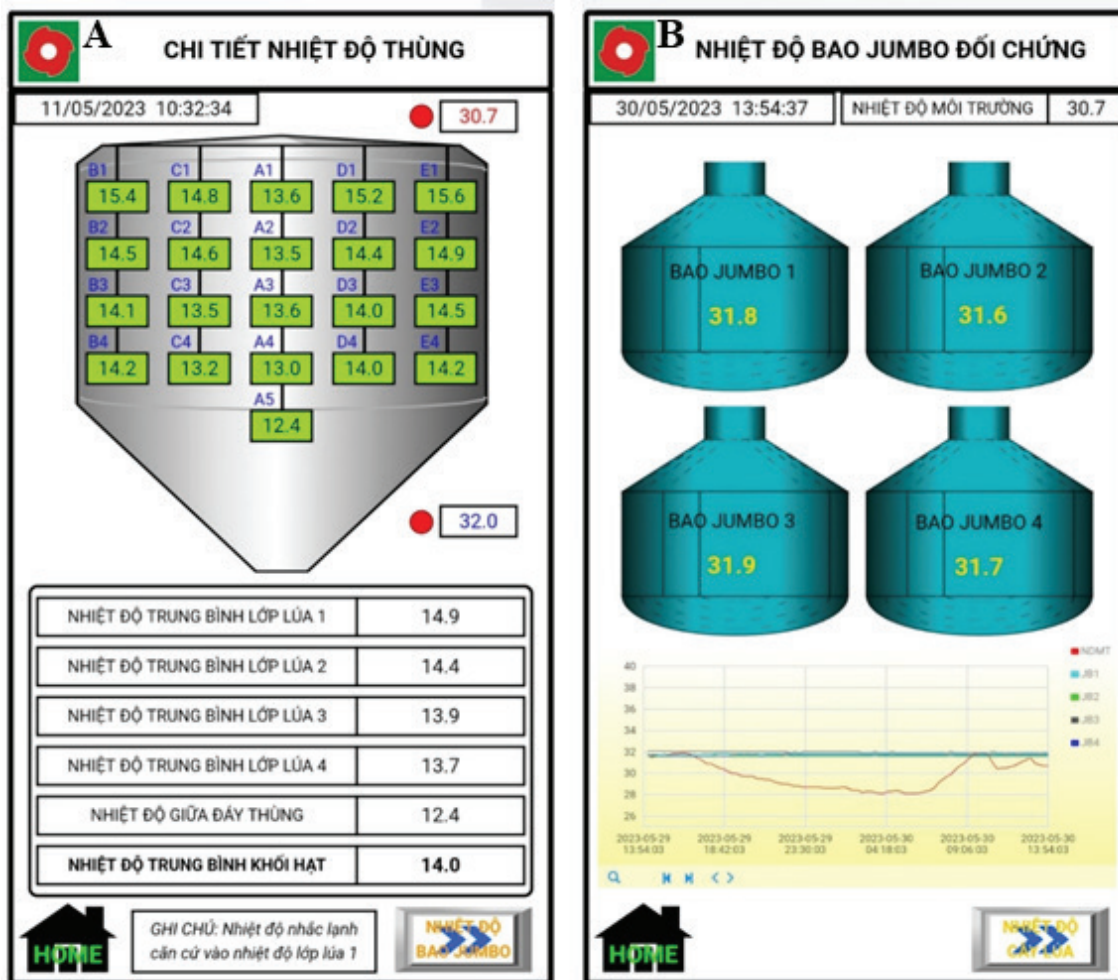 A CHI TIẾT NHIỆT ĐỘ THÙNG
11/05/2023 10:32:34
30.7
B1 C1 A1 D1 E1
15.4 14.8 13.6 15.2 15.6
B2 C2 A2 D2 E2
14.5 14.6 13.5 14.4 14.9
B3 C3 A3 D3 E3
14.1 13.5 13.6 14.0 14.5
B4 C4 A4 D4 E4
14.2 13.2 13.0 14.0 14.2
A5
12.4
32.0
NHIỆT ĐỘ TRUNG BÌNH LỚP LÚA 1 14.9
NHIỆT ĐỘ TRUNG BÌNH LỚP LÚA 2 14.4
NHIỆT ĐỘ TRUNG BÌNH LỚP LÚA 3 13.9
NHIỆT ĐỘ TRUNG BÌNH LỚP LÚA 4 13.7
NHIỆT ĐỘ GIỮA ĐÁY THÙNG 12.4
NHIỆT ĐỘ TRUNG BÌNH KHỐI HẠT 14.0
HOME
GHI CHÚ: Nhiệt độ nhắc lạnh
căn cứ vào nhiệt độ lớp lúa 1
NHIỆT ĐỘ
BAO JUMBO
B NHIỆT ĐỘ BAO JUMBO ĐỐI CHỨNG
30/05/2023 13:54:37 NHIỆT ĐỘ MÔI TRƯỜNG 30.7
BAO JUMBO 1 BAO JUMBO 2
31.8 31.6
BAO JUMBO 3 BAO JUMBO 4
31.9 31.7
NDMT
JB1
JB2
JB3
JB4
40
38
36
34
32
30
28
26
2023-05-29 2023-05-29 2023-05-29 2023-05-30 2023-05-30 2023-05-30
13:54:03 18:42:03 23:30:03 04:18:03 09:06:03 13:54:03
HOME
NHIỆT ĐỘ
CÂY LÚA